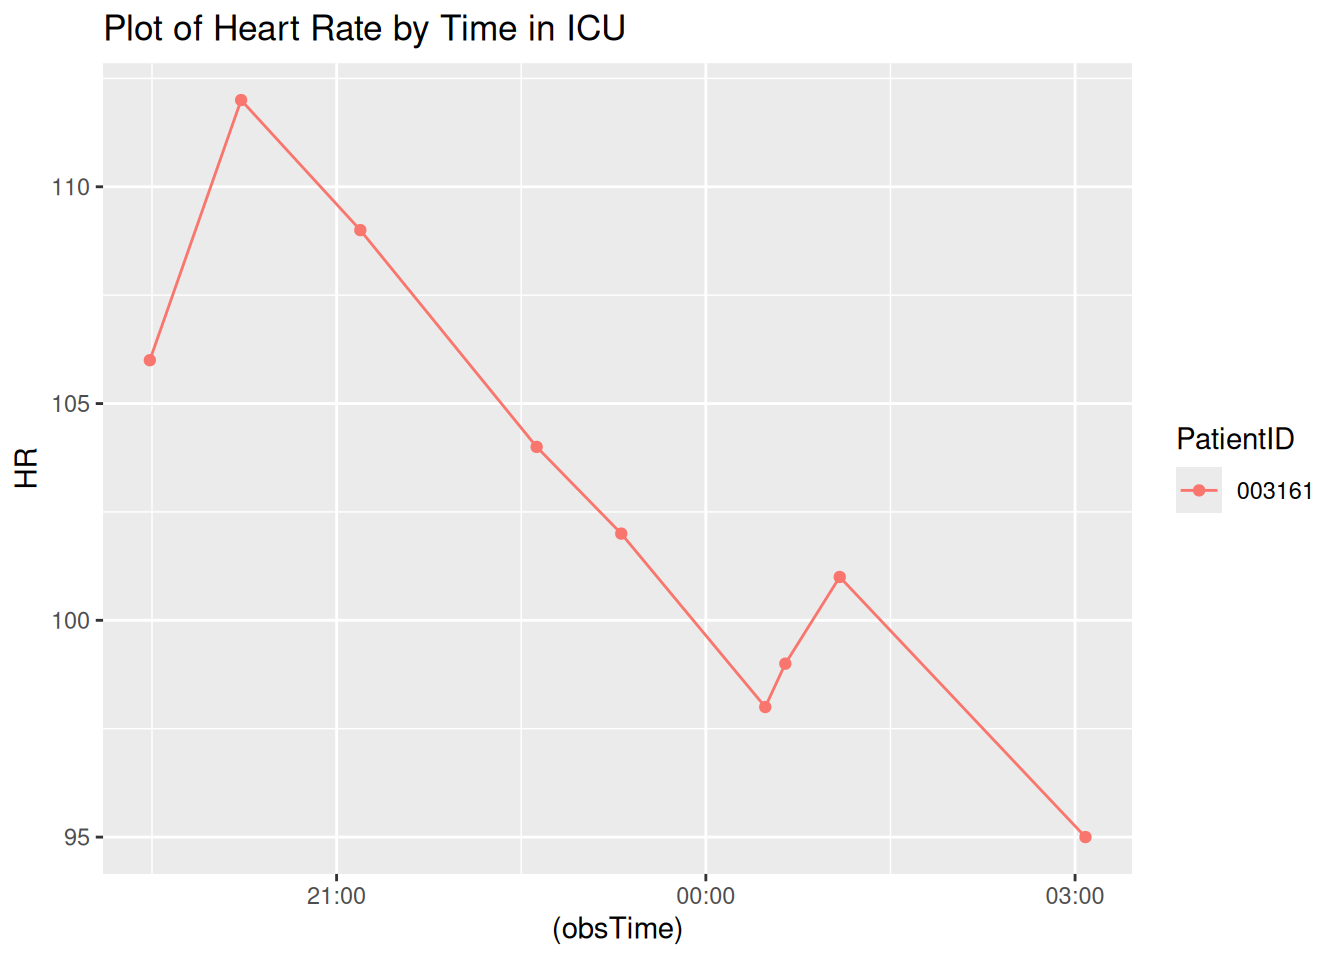 Plot of Heart Rate by Time in ICU
110
105
100
95
HR
21:00
00:00
03:00
(obsTime)
PatientID
003161